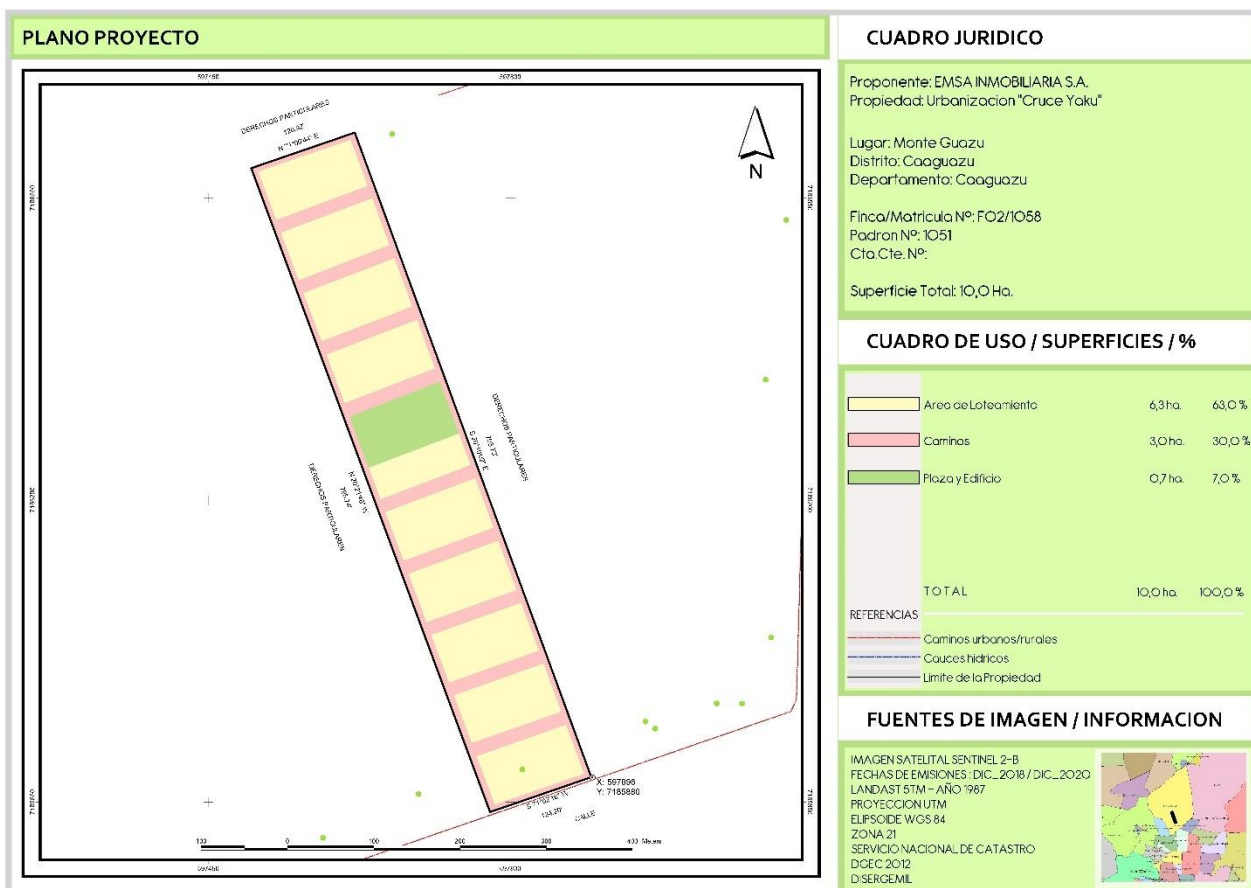 PLANO PROYECTO
597800
DERECHOS PARTICULARES
N
DERECHOS PARTICULARES
DERECHOS PARTICULARES
X: 597896
Y: 7185880
CALLE
100 0 100 200 300 400 Meters
CUADRO JURIDICO
Proponente: EMSA INMOBILIARIA S.A.
Propiedad: Urbanizacion "Cruce Yaku"
Lugar: Monte Guazu
Distrito: Caaguazu
Departamento: Caaguazu
Finca/Matricula Nº: FO2/1058
Padron Nº: 1051
Cta.Cte. Nº:
Superficie Total: 10,0 Ha.
CUADRO DE USO / SUPERFICIES / %
Area de Loteamiento 6,3 ha. 63,0 %
Caminos 3,0 ha. 30,0 %
Plaza y Edificio 0,7 ha. 7,0 %
TOTAL 10,0 ha. 100,0 %
REFERENCIAS
Caminos urbanos/rurales
Cauces hidricos
Limite de la Propiedad
FUENTES DE IMAGEN / INFORMACION
IMAGEN SATELITAL SENTINEL 2-B
FECHAS DE EMISIONES : DIC_2018 / DIC_2020
LANDAST 5TM - AÑO 1987
PROYECCION UTM
ELIPSOIDE WGS 84
ZONA 21
SERVICIO NACIONAL DE CATASTRO
DGEC 2012
DISERGEMIL